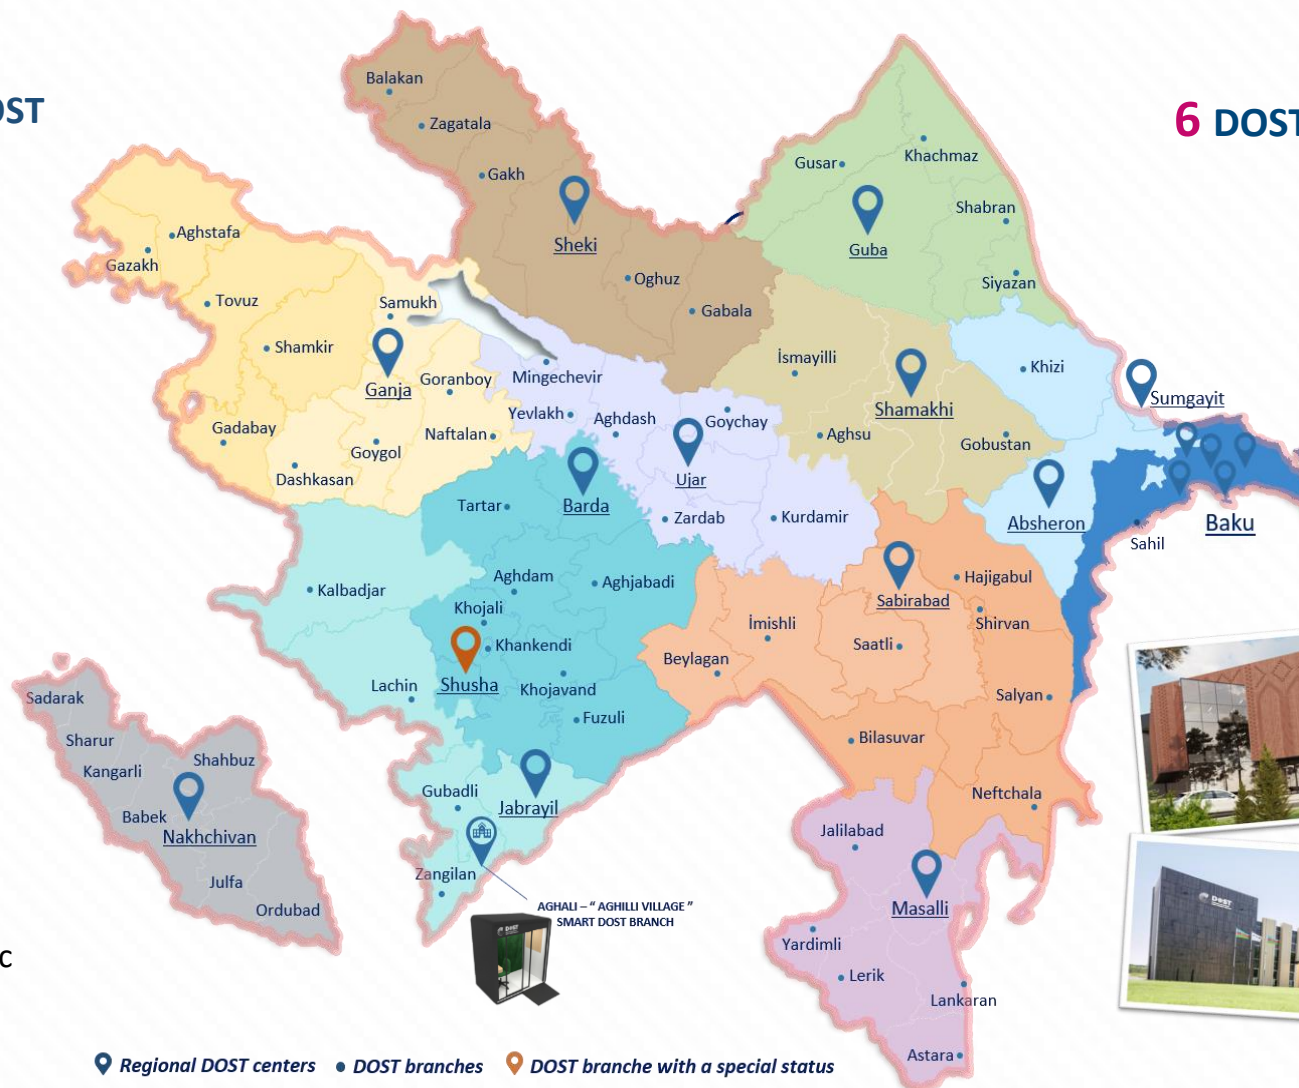 OST
6 DOST
Balakan
Zagatala
Gakh
Sheki
Oghuz
Gabala
Gusar
Khachmaz
Shabran
Guba
Siyazan
Aghstafa
Gazakh
Tovuz
Samukh
Shamkir
Ganja
Goranboy
Gadabay
Naftalan
Goygol
Dashkasan
Mingechevir
Yevlakh
Aghdash
Goychay
Ujar
Zardab
Kurdamir
İsmayilli
Shamakhi
Aghsu
Gobustan
Khizi
Sumgayit
Absheron
Baku
Sahil
Tartar
Barda
Kalbadjar
Aghdam
Aghjabadi
Khojali
Khankendi
Shusha
Khojavand
Lachin
Fuzuli
Sabirabad
Hajigabul
Shirvan
İmishli
Saatli
Beylagan
Salyan
Bilasuvar
Neftchala
Sadarak
Sharur
Kangarli
Shahbuz
Babek
Nakhchivan
Julfa
Ordubad
Gubadli
Jabrayil
Zangilan
AGHALI – “ AGHILLI VILLAGE ”
SMART DOST BRANCH
DOST
Jalilabad
Masalli
Yardimli
Lerik
Lankaran
Astara
DOST
c
Regional DOST centers
DOST branches
DOST branche with a special status